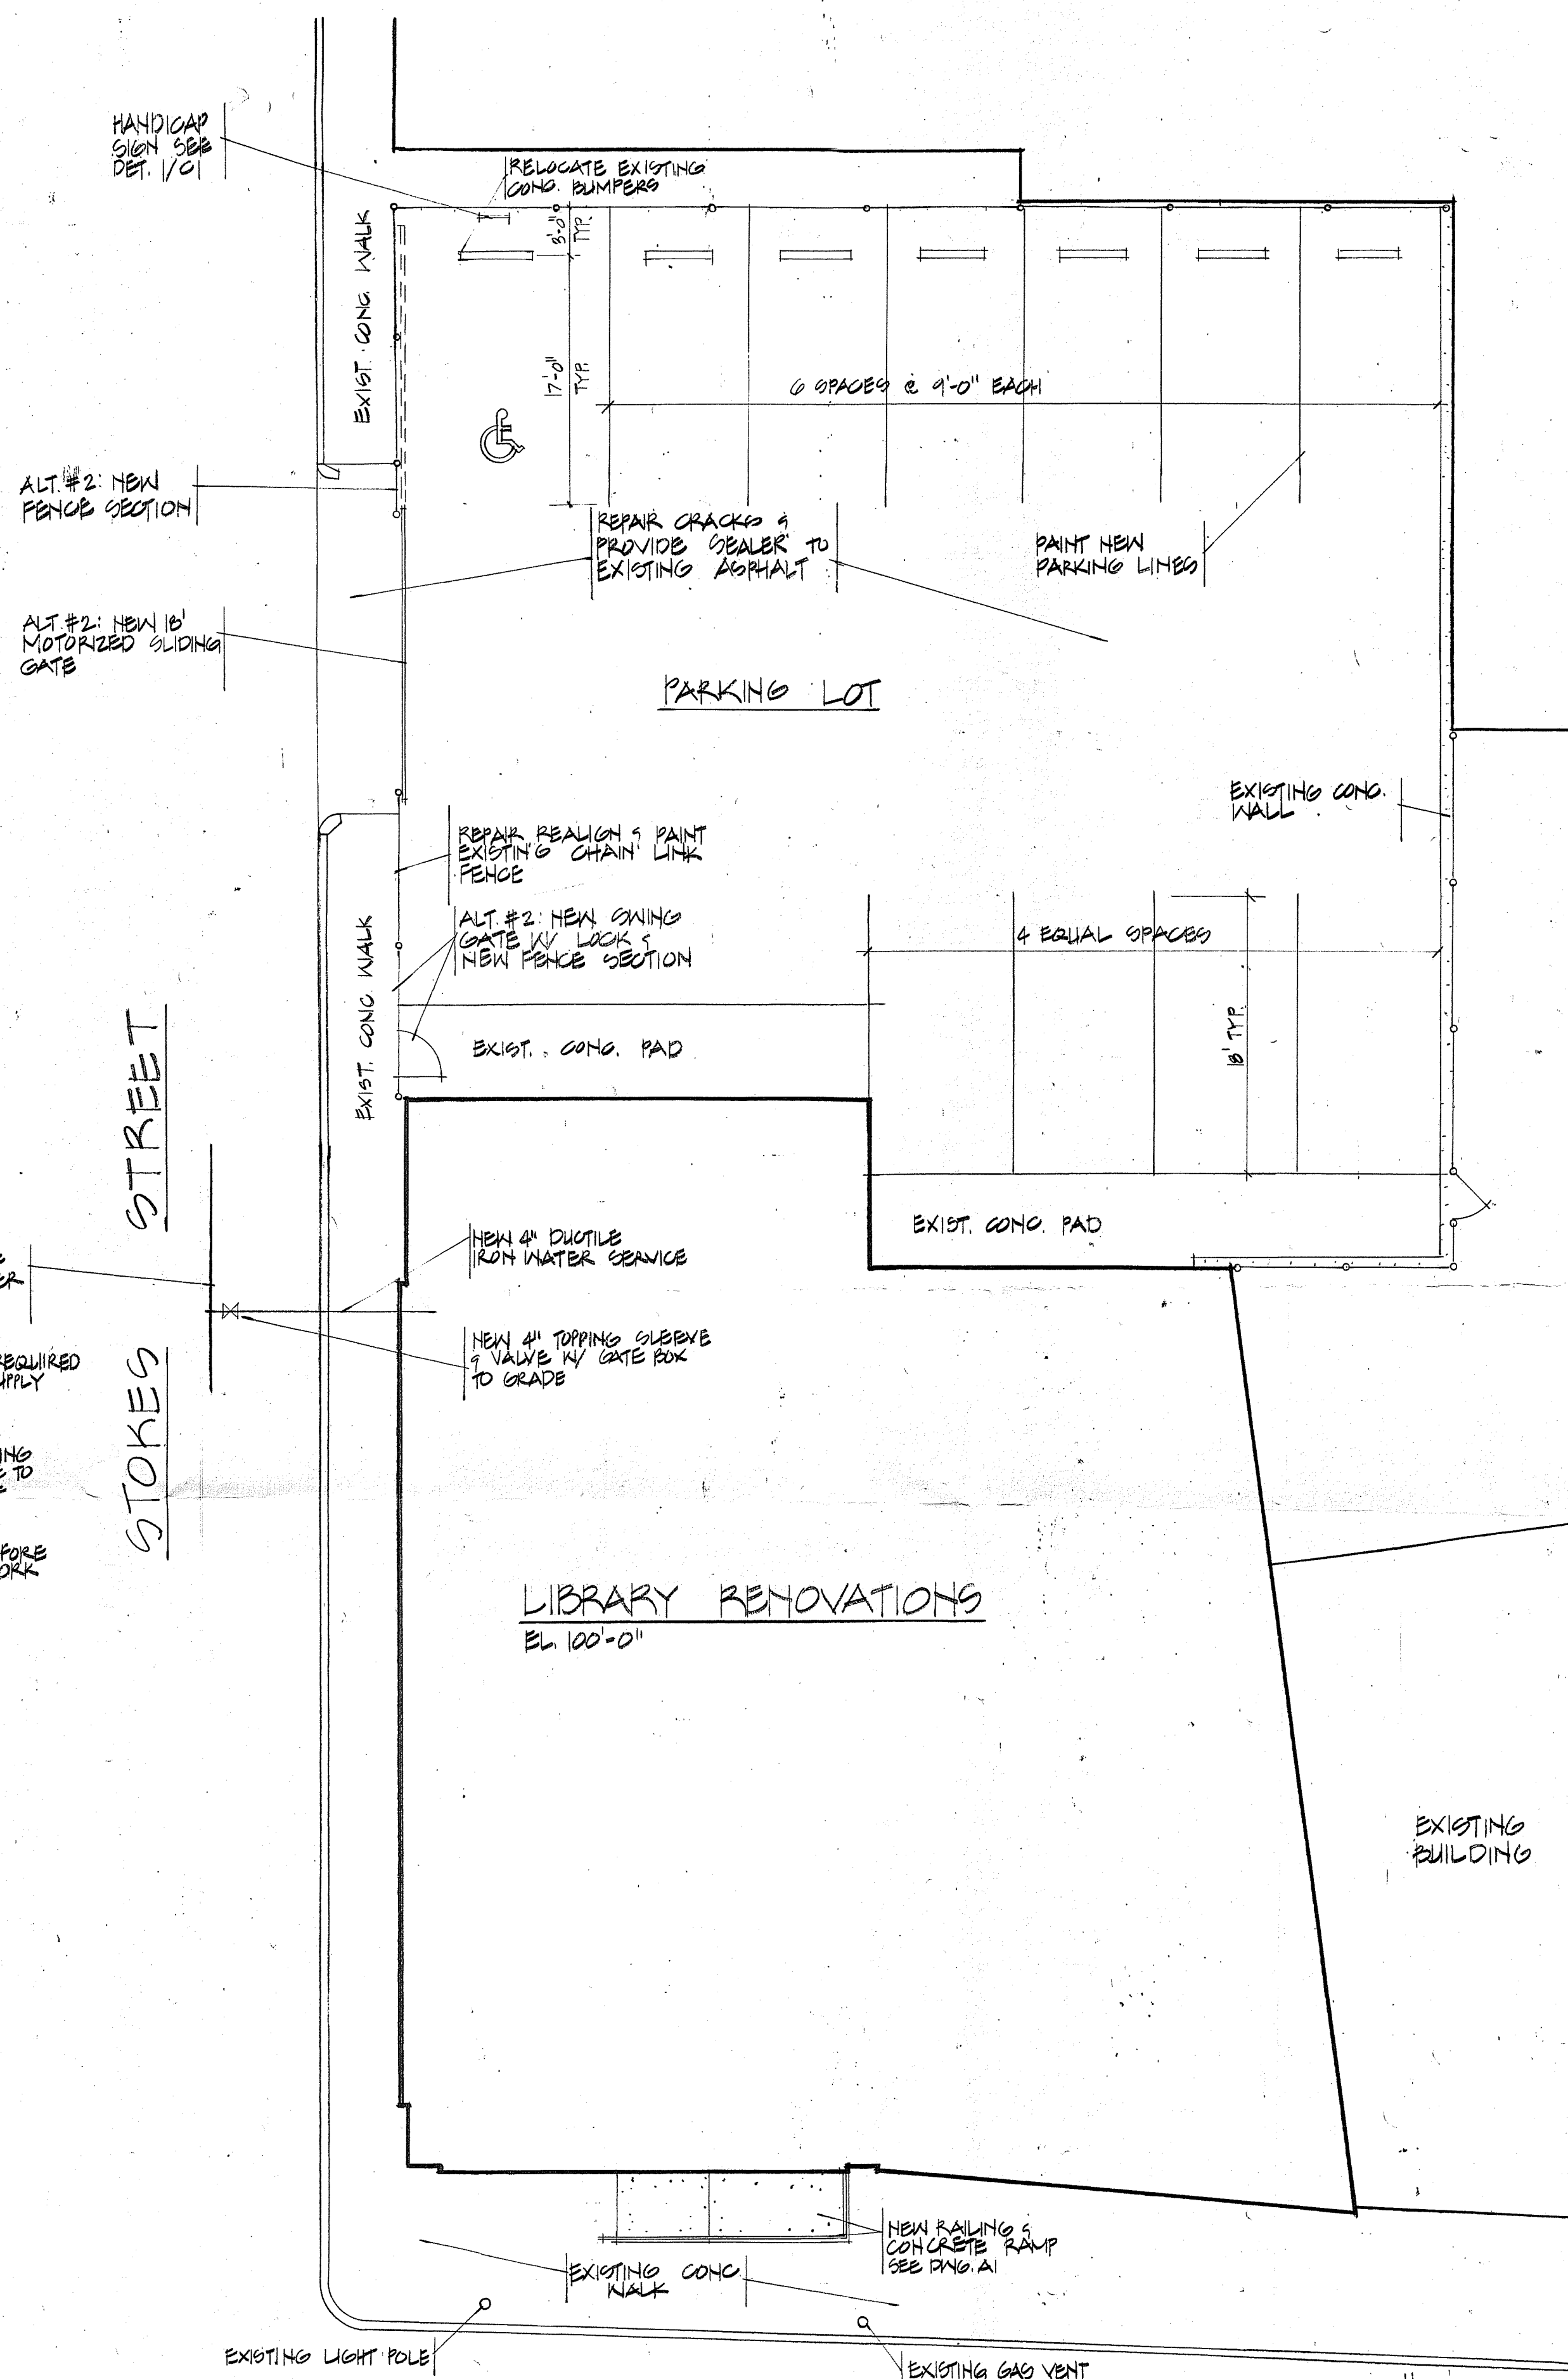 HANDICAP
SIGN SEE
DET. 1/C1
RELOCATE EXISTING
CONC. BUMPERS
EXIST. CONC. WALK
3'-0"
TYP.
17'-0"
TYP.
6 SPACES @ 9'-0" EACH
ALT. #2: NEW
FENCE SECTION
REPAIR CRACKS &
PROVIDE SEALER TO
EXISTING ASPHALT
PAINT NEW
PARKING LINES
ALT. #2: NEW 18'
MOTORIZED SLIDING
GATE
PARKING LOT
EXISTING CONC.
WALL
REPAIR REALIGN & PAINT
EXISTING CHAIN LINK
FENCE
ALT. #2: NEW SWING
GATE W/ LOCK &
NEW FENCE SECTION
4 EQUAL SPACES
18' TYP.
EXIST. CONC. WALK
EXIST. CONC. PAD
EXIST. CONC. PAD
STOKES STREET
NEW 4" DUCTILE
IRON WATER SERVICE
NEW 4" TOPPING SLEEVE
& VALVE W/ GATE BOX
TO GRADE
REQUIRED
TO
LIBRARY RENOVATIONS
EL. 100'-0"
EXISTING
BUILDING
NEW RAILING &
CONCRETE RAMP
SEE DWG. A1
EXISTING CONC.
WALK
EXISTING LIGHT POLE
EXISTING GAS VENT